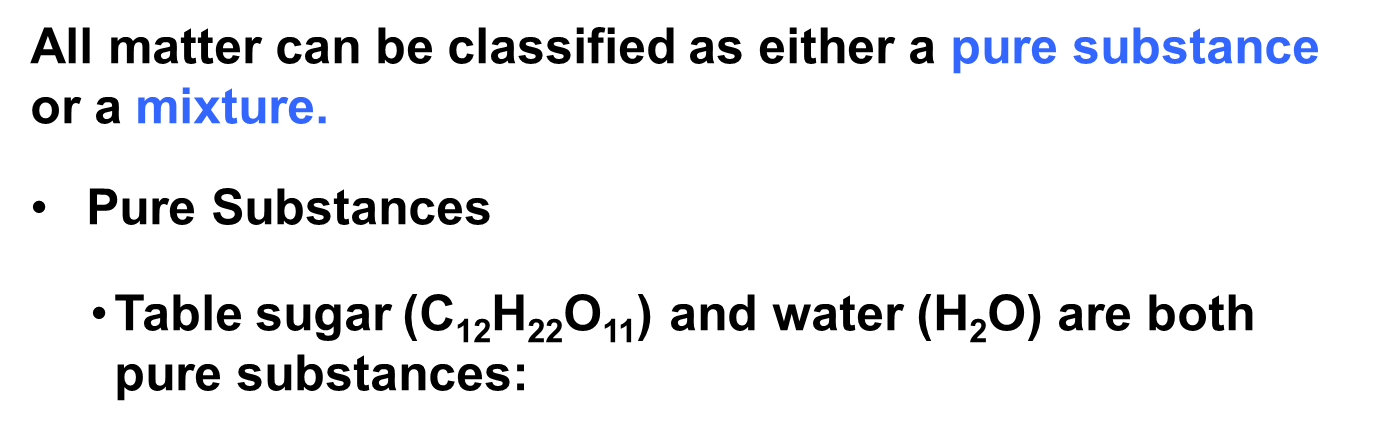 All matter can be classified as either a pure substance
or a mixture.
• Pure Substances
• Table sugar (C₁₂H₂₂O₁₁) and water (H₂O) are both
pure substances: